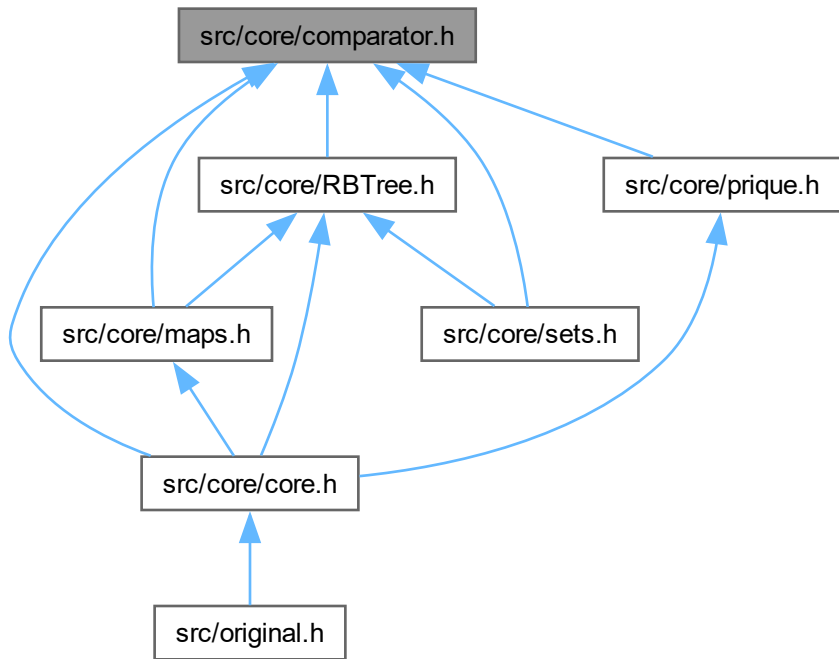 src/core/comparator.h
src/core/RBTree.h
src/core/prique.h
src/core/maps.h
src/core/sets.h
src/core/core.h
src/original.h